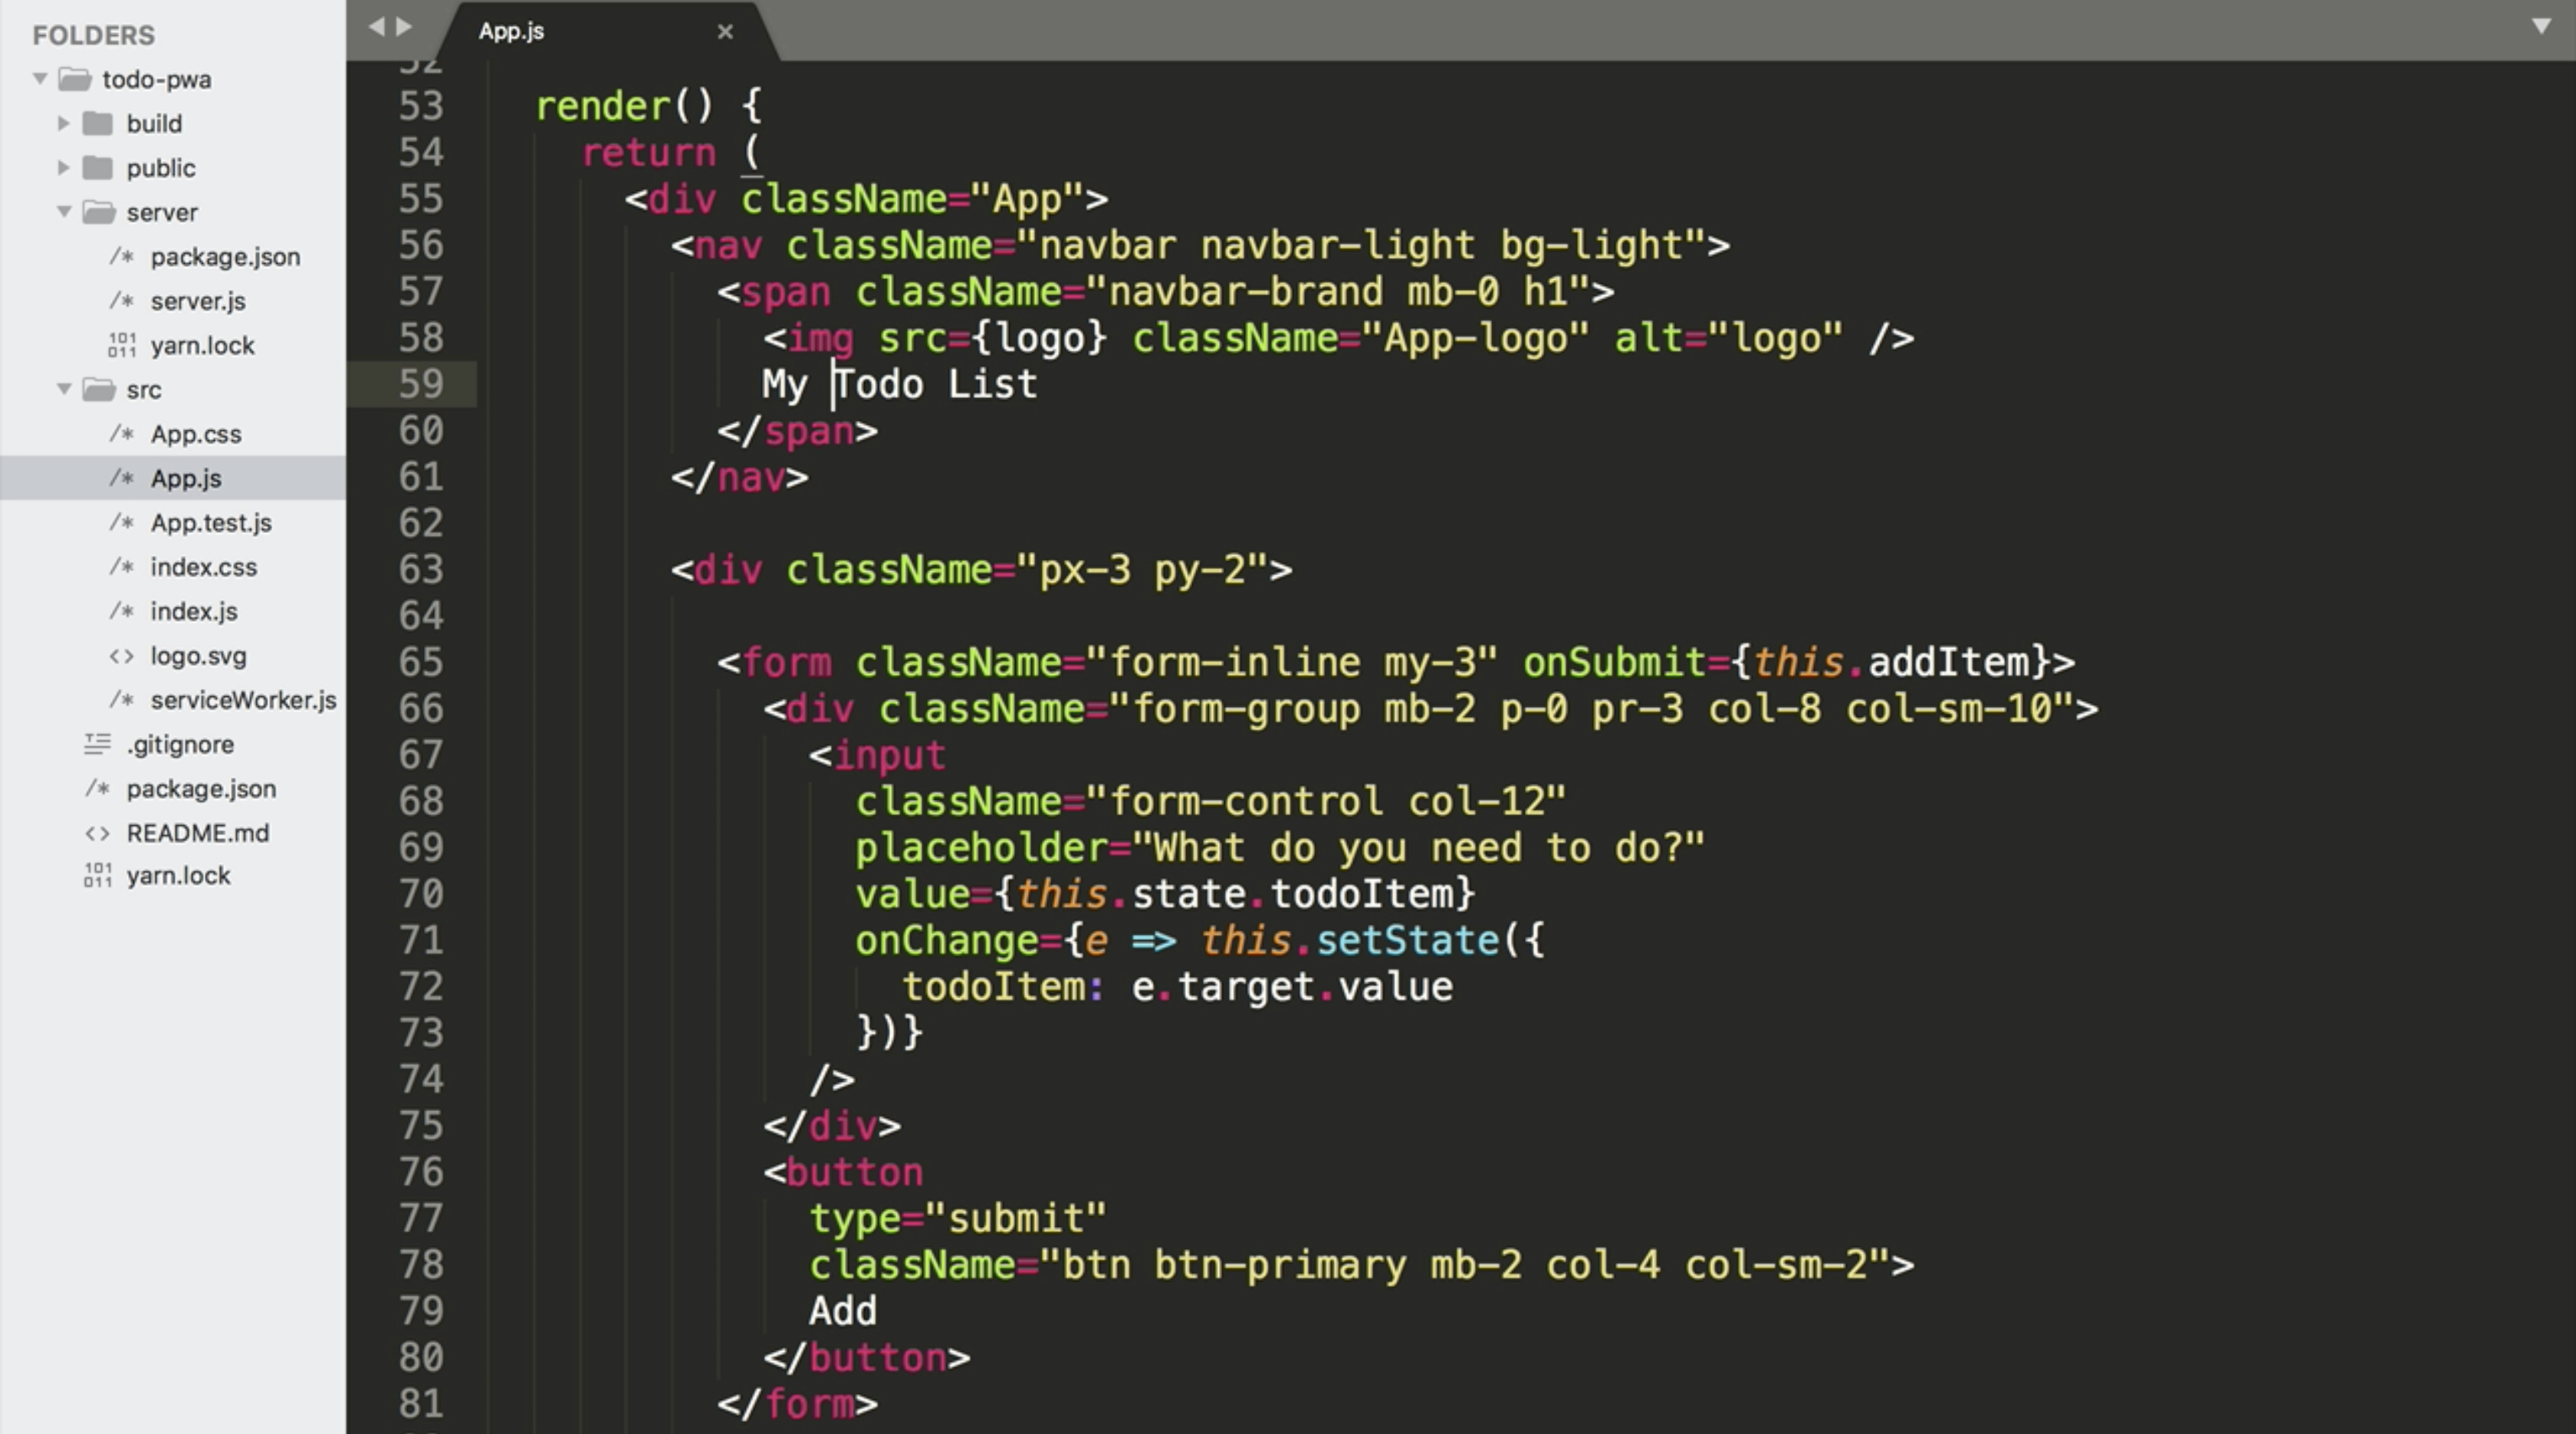 FOLDERS
todo-pwa
build
public
server
/* package.json
/* server.js
101 011 yarn.lock
src
/* App.css
/* App.js
/* App.test.js
/* index.css
/* index.js
<> logo.svg
/* serviceWorker.js
.gitignore
/* package.json
<> README.md
101 011 yarn.lock
App.js ×
52
53 render() {
54 return (
55 <div className="App">
56 <nav className="navbar navbar-light bg-light">
57 <span className="navbar-brand mb-0 h1">
58 <img src={logo} className="App-logo" alt="logo" />
59 My Todo List
60 </span>
61 </nav>
62
63 <div className="px-3 py-2">
64
65 <form className="form-inline my-3" onSubmit={this.addItem}>
66 <div className="form-group mb-2 p-0 pr-3 col-8 col-sm-10">
67 <input
68 className="form-control col-12"
69 placeholder="What do you need to do?"
70 value={this.state.todoItem}
71 onChange={e => this.setState({
72 todoItem: e.target.value
73 })}
74 />
75 </div>
76 <button
77 type="submit"
78 className="btn btn-primary mb-2 col-4 col-sm-2">
79 Add
80 </button>
81 </form>